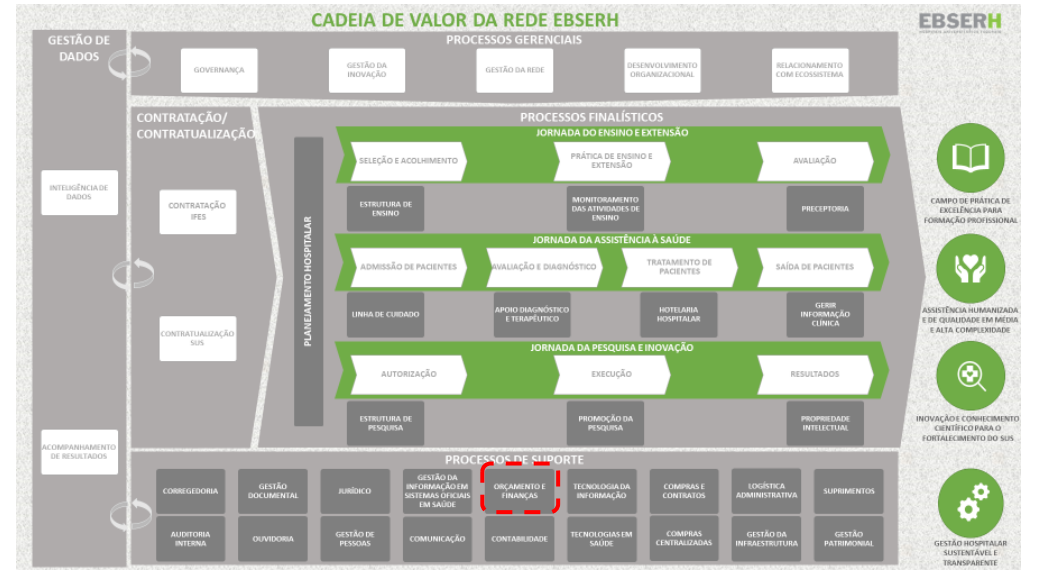 CADEIA DE VALOR DA REDE EBSERH
EBSERH
GESTÃO DE
DADOS
INTELIGÊNCIA DE
DADOS
ACOMPANHAMENTO
DE RESULTADOS
PROCESSOS GERENCIAIS
GOVERNANÇA
GESTÃO DA
INOVAÇÃO
GESTÃO DA REDE
DESENVOLVIMENTO
ORGANIZACIONAL
RELACIONAMENTO
COM ECOSSISTEMA
CONTRATAÇÃO/
CONTRATUALIZAÇÃO
CONTRATAÇÃO
IFES
CONTRATUALIZAÇÃO
SUS
PROCESSOS FINALÍSTICOS
PLANEJAMENTO HOSPITALAR
JORNADA DO ENSINO E EXTENSÃO
SELEÇÃO E ACOLHIMENTO
PRÁTICA DE ENSINO E
EXTENSÃO
AVALIAÇÃO
ESTRUTURA DE
ENSINO
MONITORAMENTO
DAS ATIVIDADES DE
ENSINO
PRECEPTORIA
JORNADA DA ASSISTÊNCIA À SAÚDE
ADMISSÃO DE PACIENTES
AVALIAÇÃO E DIAGNÓSTICO
TRATAMENTO DE
PACIENTES
SAÍDA DE PACIENTES
LINHA DE CUIDADO
APOIO DIAGNÓSTICO
E TERAPÊUTICO
HOTELARIA
HOSPITALAR
GERIR
INFORMAÇÃO
CLÍNICA
JORNADA DA PESQUISA E INOVAÇÃO
AUTORIZAÇÃO
EXECUÇÃO
RESULTADOS
ESTRUTURA DE
PESQUISA
PROMOÇÃO DA
PESQUISA
PROPRIEDADE
INTELECTUAL
PROCESSOS DE SUPORTE
CORREGEDORIA
GESTÃO
DOCUMENTAL
JURÍDICO
GESTÃO DA
INFORMAÇÃO EM
SISTEMAS OFICIAIS
EM SAÚDE
ORÇAMENTO E
FINANÇAS
TECNOLOGIA DA
INFORMAÇÃO
COMPRAS E
CONTRATOS
LOGÍSTICA
ADMINISTRATIVA
SUPRIMENTOS
AUDITORIA
INTERNA
OUVIDORIA
GESTÃO DE
PESSOAS
COMUNICAÇÃO
CONTABILIDADE
TECNOLOGIAS EM
SAÚDE
COMPRAS
CENTRALIZADAS
GESTÃO DA
INFRAESTRUTURA
GESTÃO
PATRIMONIAL
CAMPO DE PRÁTICA DE
EXCELÊNCIA PARA
FORMAÇÃO PROFISSIONAL
ASSISTÊNCIA HUMANIZADA
E DE QUALIDADE EM MÉDIA
E ALTA COMPLEXIDADE
INOVAÇÃO E CONHECIMENTO
CIENTÍFICO PARA O
FORTALECIMENTO DO SUS
GESTÃO HOSPITALAR
SUSTENTÁVEL E
TRANSPARENTE